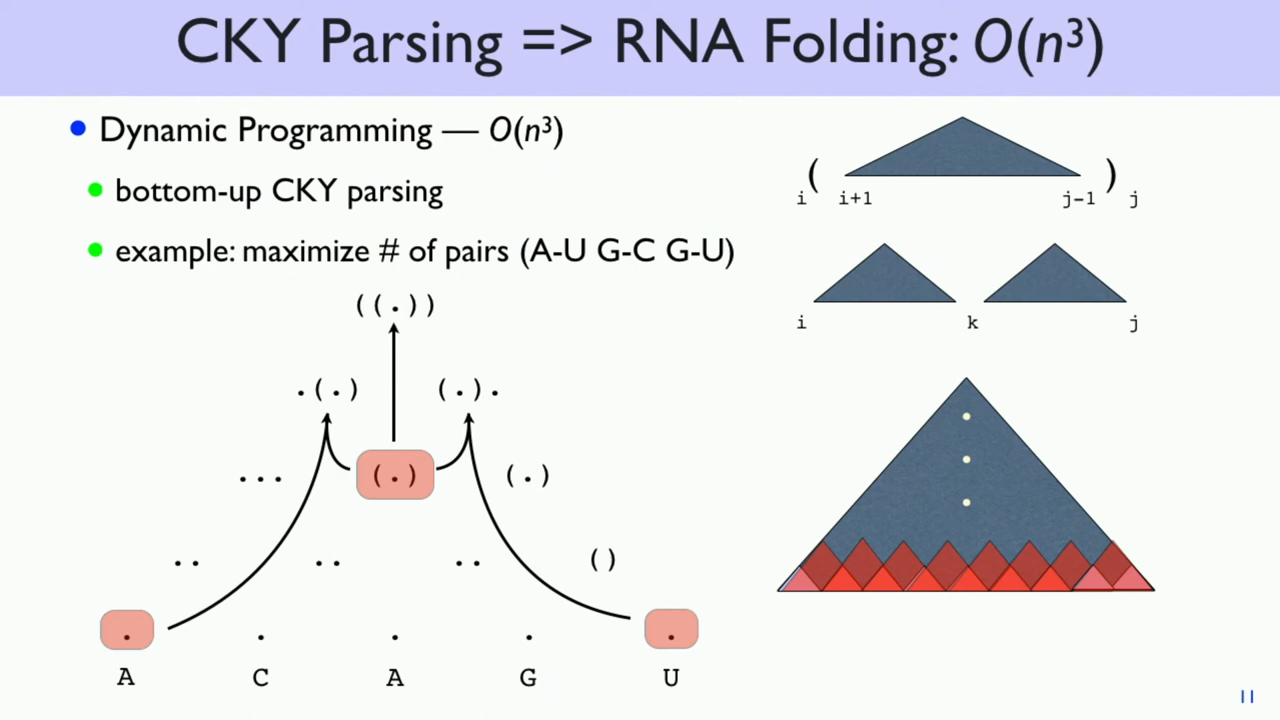 CKY Parsing => RNA Folding: O(n³)
• Dynamic Programming — O(n³)
• bottom-up CKY parsing
• example: maximize # of pairs (A-U G-C G-U)
( )
i i+1 j-1 j
i k j
((.))
.(.) (.).
... (.) (.)
.. .. .. ()
. . . . .
A C A G U
11